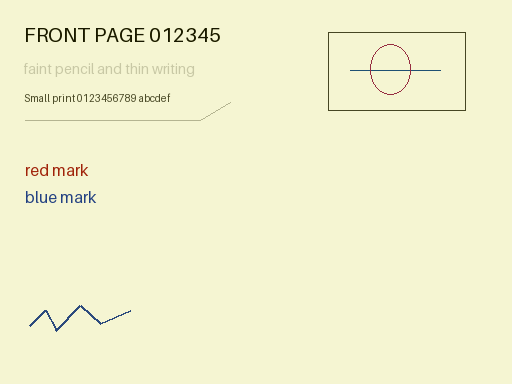 FRONT PAGE 012345
faint pencil and thin writing
Small print 0123456789 abcdef
red mark
blue mark